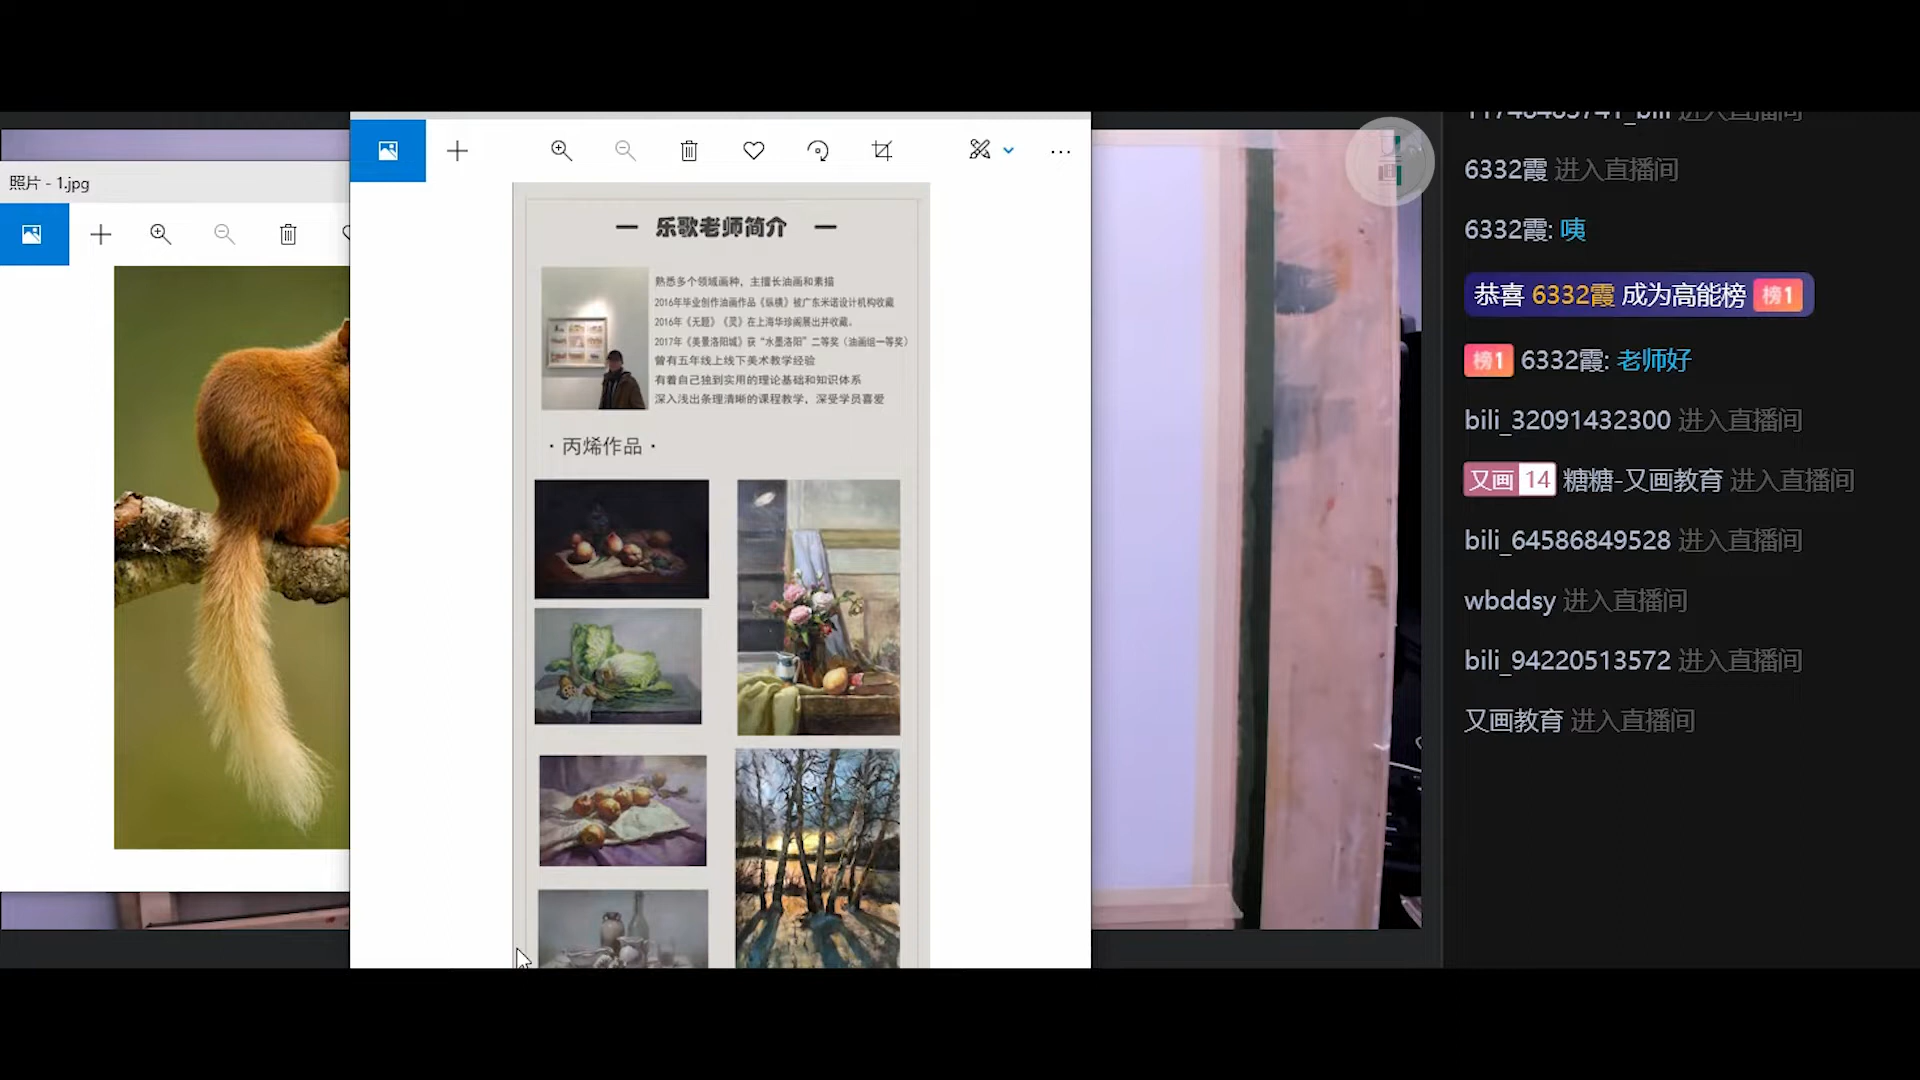 照片 - 1.jpg
乐歌老师简介
熟悉多个领域画种，主擅长油画和素描
2016年毕业创作油画作品《纵横》被广东米诺设计机构收藏
2016年《无题》《灵》在上海华珍阁展出并收藏。
2017年《美景洛阳城》获“水墨洛阳”二等奖（油画组一等奖）
曾有五年线上线下美术教学经验
有着自己独到实用的理论基础和知识体系
深入浅出条理清晰的课程教学，深受学员喜爱
·丙烯作品·
6332霞 进入直播间
6332霞: 咦
恭喜 6332霞 成为高能榜 榜1
榜1 6332霞: 老师好
bili_32091432300 进入直播间
又画 14 糖糖-又画教育 进入直播间
bili_64586849528 进入直播间
wbddsy 进入直播间
bili_94220513572 进入直播间
又画教育 进入直播间